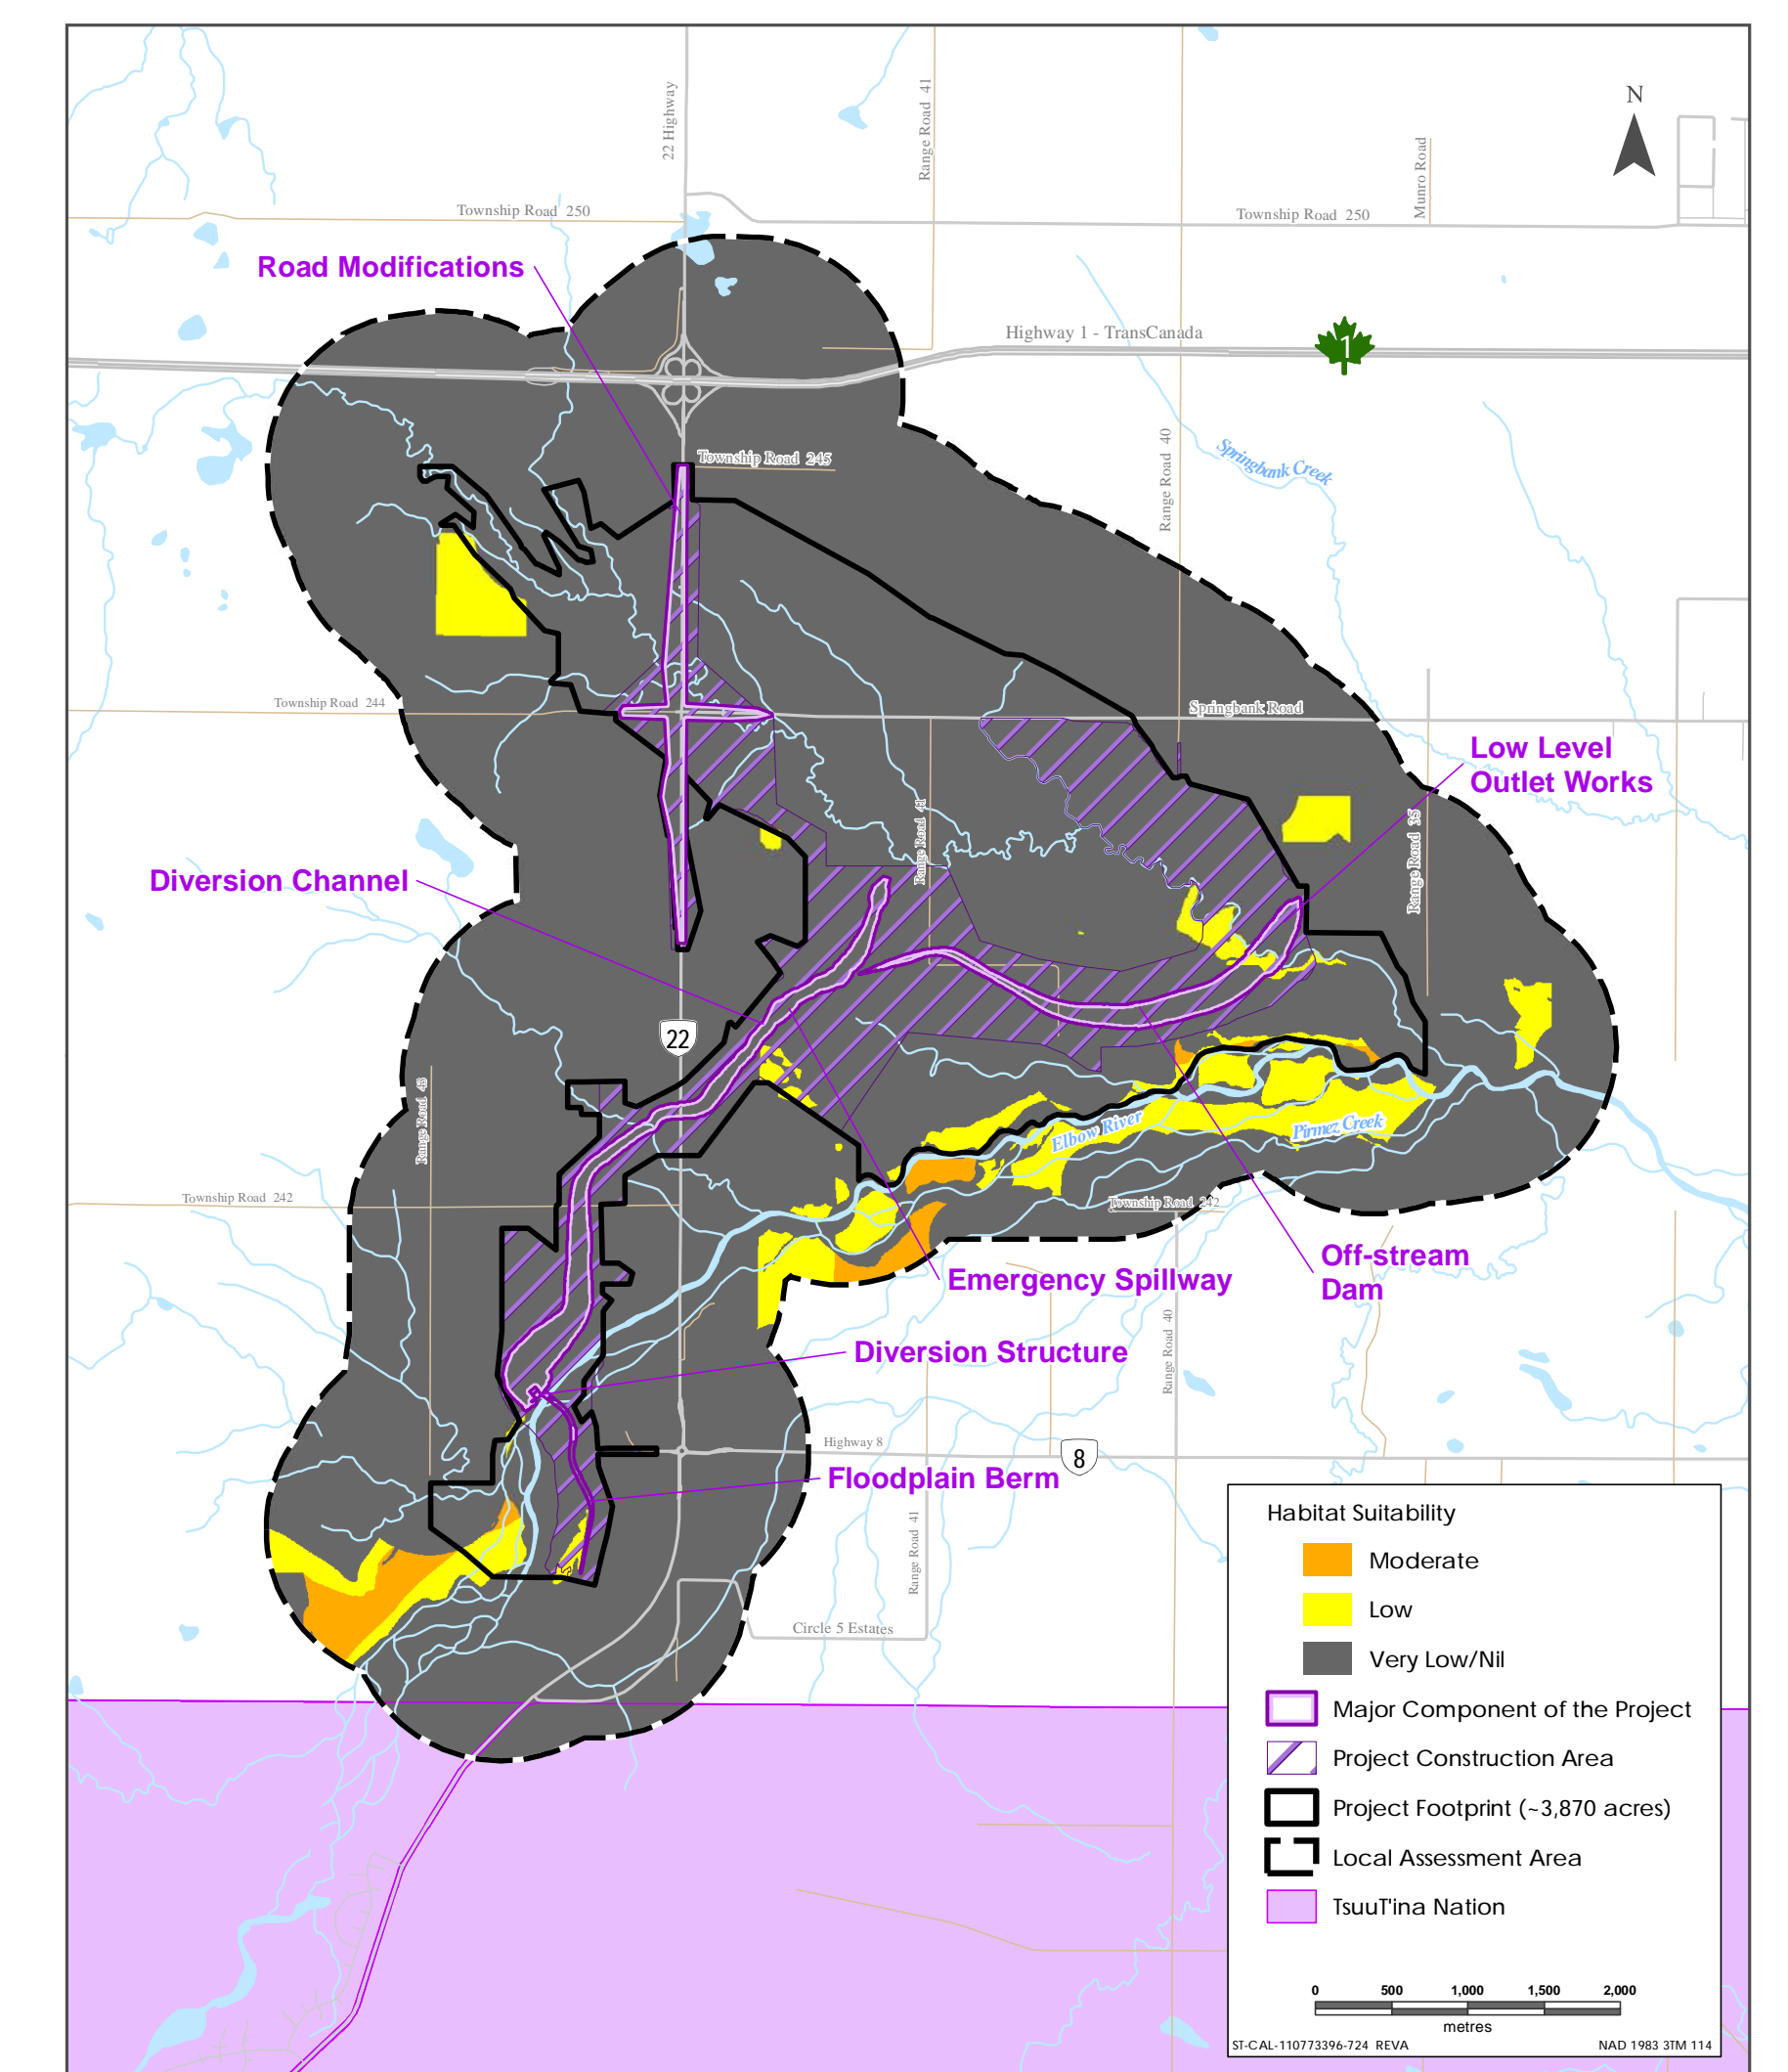 N
22 Highway
Range Road 41
Munro Road
Township Road 250
Township Road 250
Road Modifications
Highway 1 - TransCanada
1
Range Road 40
Springbank Creek
Township Road 245
Township Road 244
Springbank Road
Low Level
Outlet Works
Range Road 41
Range Road 35
Diversion Channel
22
Range Road 43
Elbow River
Pirmez Creek
Township Road 242
Township Road 242
Off-stream
Dam
Emergency Spillway
Range Road 40
Diversion Structure
Highway 8
8
Floodplain Berm
Range Road 41
Circle 5 Estates
Habitat Suitability
Moderate
Low
Very Low/Nil
Major Component of the Project
Project Construction Area
Project Footprint (~3,870 acres)
Local Assessment Area
TsuuT'ina Nation
0 500 1,000 1,500 2,000
metres
ST-CAL-110773396-724 REVA
NAD 1983 3TM 114